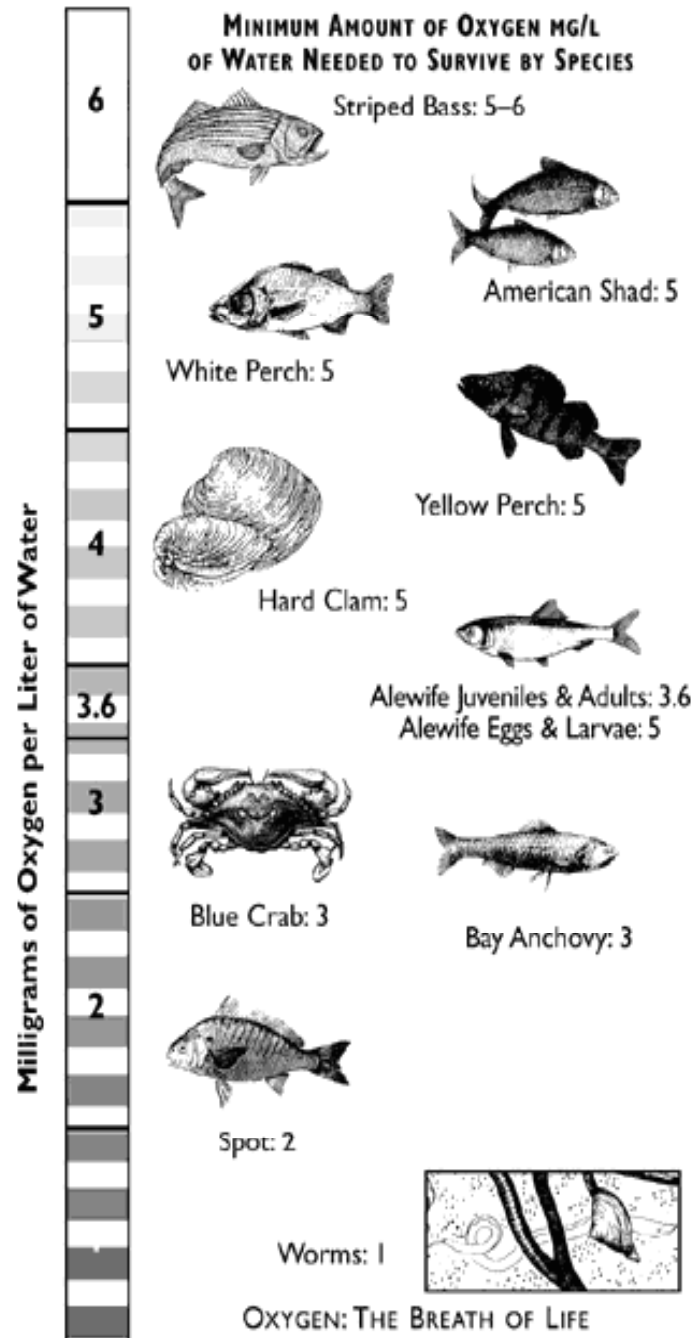 MINIMUM AMOUNT OF OXYGEN MG/L
OF WATER NEEDED TO SURVIVE BY SPECIES
6
Striped Bass: 5–6
American Shad: 5
5
White Perch: 5
Yellow Perch: 5
4
Hard Clam: 5
Milligrams of Oxygen per Liter of Water
3.6
Alewife Juveniles & Adults: 3.6
Alewife Eggs & Larvae: 5
3
Blue Crab: 3
Bay Anchovy: 3
2
Spot: 2
Worms: 1
OXYGEN: THE BREATH OF LIFE